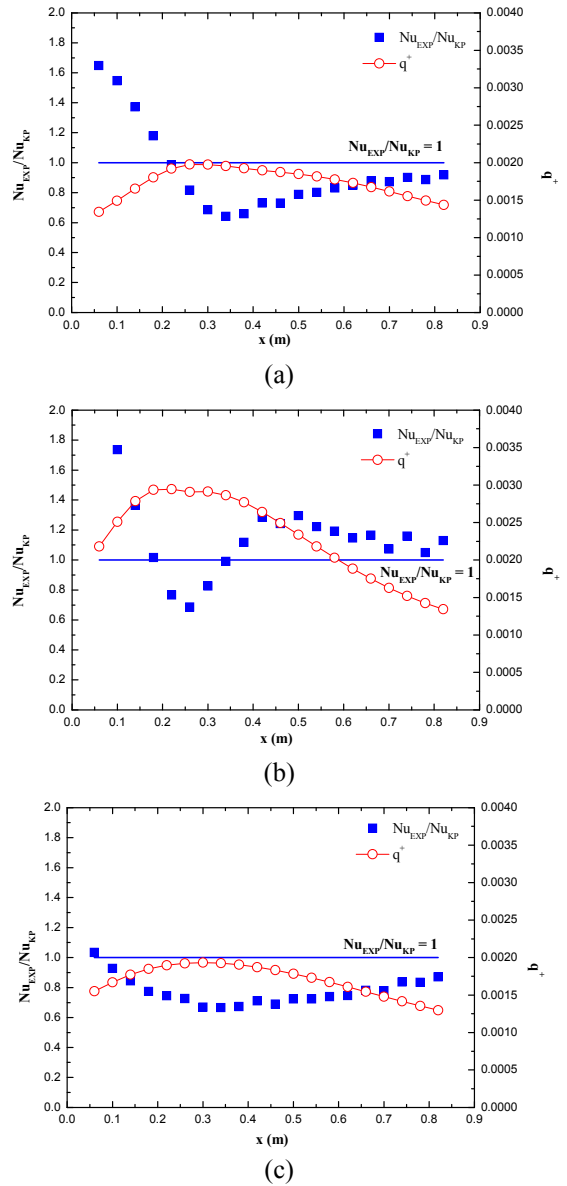 2.0 0.0040
1.8 Nu_EXP/Nu_KP 0.0035
1.6 q⁺ 0.0030
1.4 0.0025
1.2 Nu_EXP/Nu_KP = 1
1.0 0.0020
0.8 0.0015
0.6 0.0010
0.4 0.0005
0.2
0.0 0.0000
Nu_EXP/Nu_KP
q⁺
0.0 0.1 0.2 0.3 0.4 0.5 0.6 0.7 0.8 0.9
x (m)
(a)
2.0 0.0040
1.8 Nu_EXP/Nu_KP 0.0035
1.6 q⁺ 0.0030
1.4 0.0025
1.2
1.0 0.0020
Nu_EXP/Nu_KP = 1
0.8 0.0015
0.6 0.0010
0.4 0.0005
0.2
0.0 0.0000
Nu_EXP/Nu_KP
q⁺
0.0 0.1 0.2 0.3 0.4 0.5 0.6 0.7 0.8 0.9
x (m)
(b)
2.0 0.0040
1.8 Nu_EXP/Nu_KP 0.0035
1.6 q⁺ 0.0030
1.4 0.0025
1.2 Nu_EXP/Nu_KP = 1
1.0 0.0020
0.8 0.0015
0.6 0.0010
0.4 0.0005
0.2
0.0 0.0000
Nu_EXP/Nu_KP
q⁺
0.0 0.1 0.2 0.3 0.4 0.5 0.6 0.7 0.8 0.9
x (m)
(c)